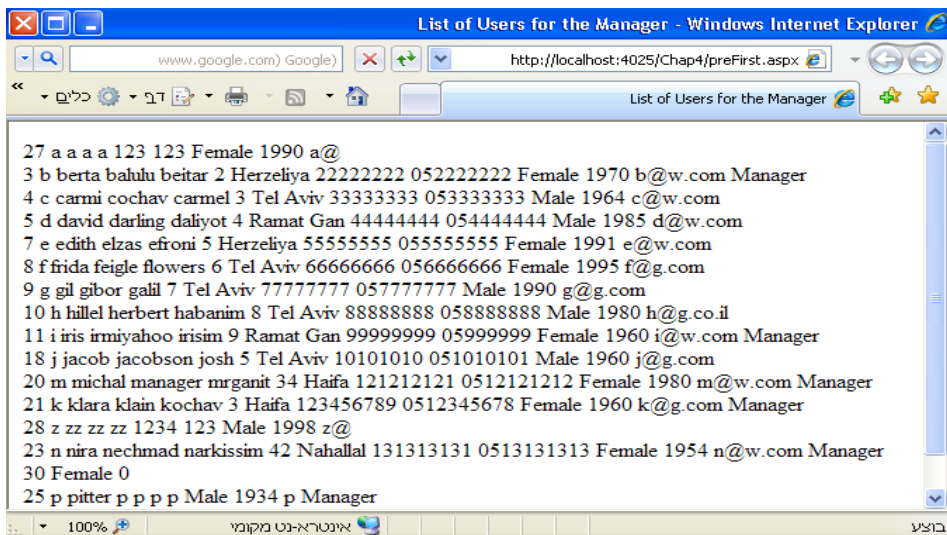 List of Users for the Manager - Windows Internet Explorer
www.google.com) Google)
http://localhost:4025/Chap4/preFirst.aspx
כלים
דף
List of Users for the Manager
27 a a a a 123 123 Female 1990 a@
3 b berta balulu beitar 2 Herzeliya 22222222 052222222 Female 1970 b@w.com Manager
4 c carmi cochav carmel 3 Tel Aviv 33333333 053333333 Male 1964 c@w.com
5 d david darling daliyot 4 Ramat Gan 44444444 054444444 Male 1985 d@w.com
7 e edith elzas efroni 5 Herzeliya 55555555 055555555 Female 1991 e@w.com
8 f frida feigle flowers 6 Tel Aviv 66666666 056666666 Female 1995 f@g.com
9 g gil gibor galil 7 Tel Aviv 77777777 057777777 Male 1990 g@g.com
10 h hillel herbert habanim 8 Tel Aviv 88888888 058888888 Male 1980 h@g.co.il
11 i iris irmiyahoo irisim 9 Ramat Gan 99999999 05999999 Female 1960 i@w.com Manager
18 j jacob jacobson josh 5 Tel Aviv 10101010 051010101 Male 1960 j@g.com
20 m michal manager mrganit 34 Haifa 121212121 0512121212 Female 1980 m@w.com Manager
21 k klara klain kochav 3 Haifa 123456789 0512345678 Female 1960 k@g.com Manager
28 z zz zz zz 1234 123 Male 1998 z@
23 n nira nechmad narkissim 42 Nahallal 131313131 0513131313 Female 1954 n@w.com Manager
30 Female 0
25 p pitter p p p p Male 1934 p Manager
100%
אינטרא-נט מקומי
בוצע